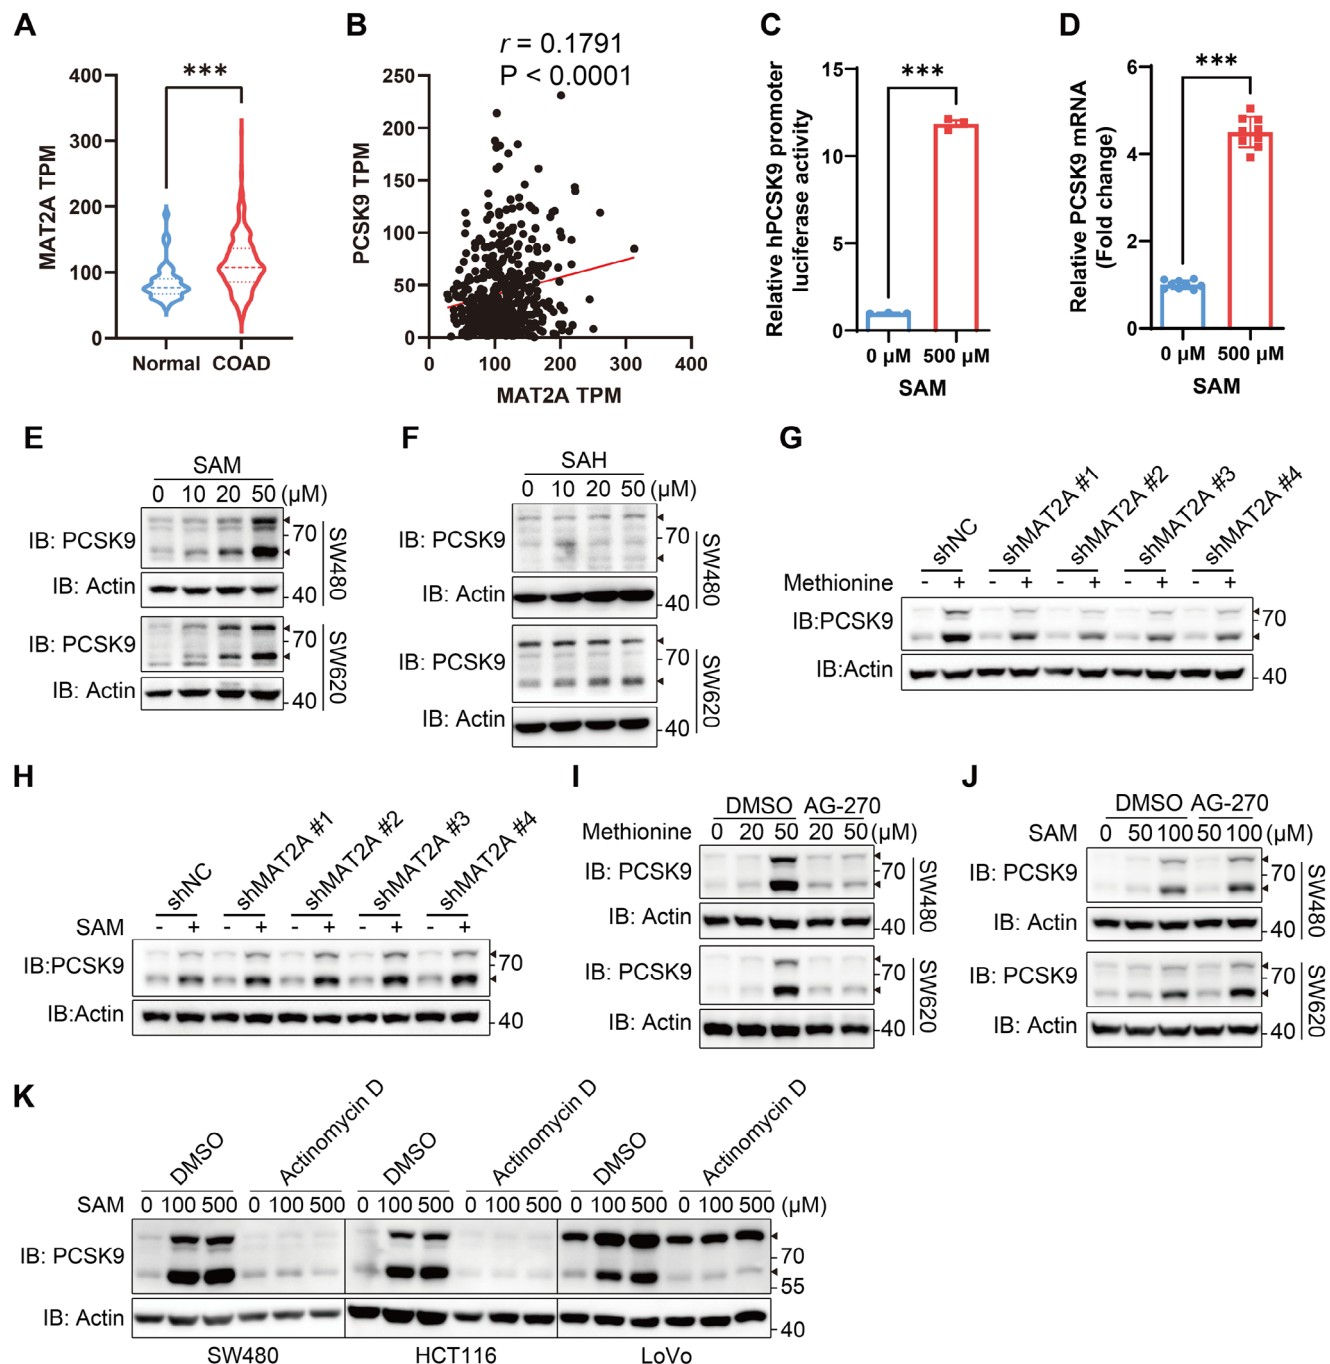 A
MAT2A TPM
400
300
200
100
0
***
Normal COAD
B
r = 0.1791
P < 0.0001
PCSK9 TPM
250
200
150
100
50
0
0 100 200 300 400
MAT2A TPM
C
Relative hPCSK9 promoter
luciferase activity
15
10
5
0
***
0 µM 500 µM
SAM
D
Relative PCSK9 mRNA
(Fold change)
6
4
2
0
***
0 µM 500 µM
SAM
E
SAM
0 10 20 50 (µM)
IB: PCSK9
70
IB: Actin
40
SW480
IB: PCSK9
70
IB: Actin
40
SW620
F
SAH
0 10 20 50 (µM)
IB: PCSK9
70
IB: Actin
40
SW480
IB: PCSK9
70
IB: Actin
40
SW620
G
shNC shMAT2A #1 shMAT2A #2 shMAT2A #3 shMAT2A #4
Methionine - + - + - + - + - +
IB:PCSK9
70
IB:Actin
40
H
shNC shMAT2A #1 shMAT2A #2 shMAT2A #3 shMAT2A #4
SAM - + - + - + - + - +
IB:PCSK9
70
IB:Actin
40
I
DMSO AG-270
Methionine 0 20 50 20 50 (µM)
IB: PCSK9
70
IB: Actin
40
SW480
IB: PCSK9
70
IB: Actin
40
SW620
J
DMSO AG-270
SAM 0 50 100 50 100 (µM)
IB: PCSK9
70
IB: Actin
40
SW480
IB: PCSK9
70
IB: Actin
40
SW620
K
DMSO Actinomycin D DMSO Actinomycin D DMSO Actinomycin D
SAM 0 100 500 0 100 500 0 100 500 0 100 500 0 100 500 0 100 500 (µM)
IB: PCSK9
70
55
IB: Actin
40
SW480 HCT116 LoVo